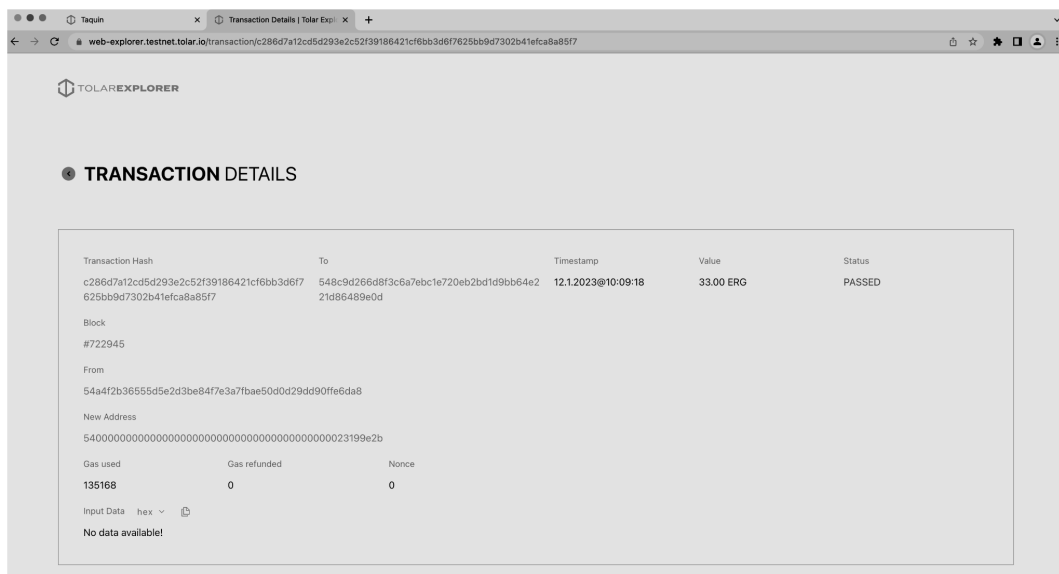 Taquin
Transaction Details | Tolar Expl
web-explorer.testnet.tolar.io/transaction/c286d7a12cd5d293e2c52f39186421cf6bb3d6f7625bb9d7302b41efca8a85f7
TOLAREXPLORER
TRANSACTION DETAILS
Transaction Hash To Timestamp Value Status
c286d7a12cd5d293e2c52f39186421cf6bb3d6f7 548c9d266d8f3c6a7ebc1e720eb2bd1d9bb64e2 12.1.2023@10:09:18 33.00 ERG PASSED
625bb9d7302b41efca8a85f7 21d86489e0d
Block
#722945
From
54a4f2b36555d5e2d3be84f7e3a7fbae50d0d29dd90ffe6da8
New Address
54000000000000000000000000000000000000000023199e2b
Gas used Gas refunded Nonce
135168 0 0
Input Data hex
No data available!